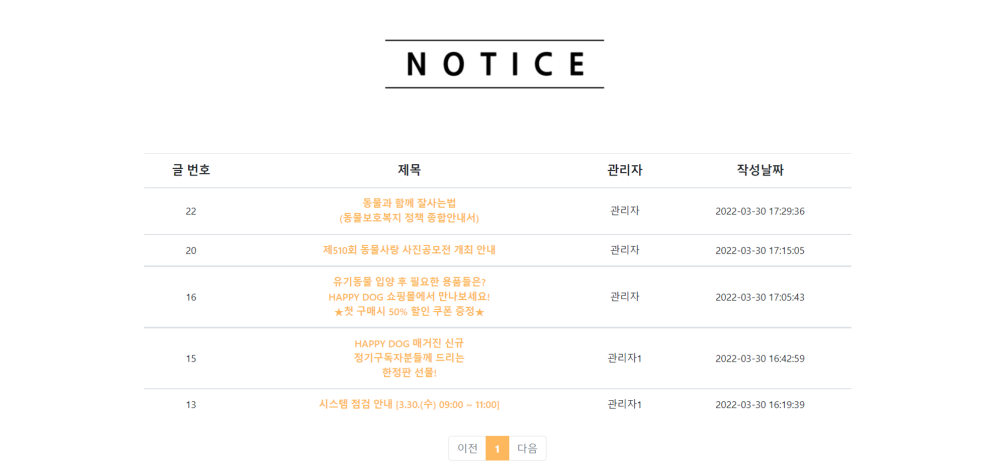 NOTICE
글 번호 제목 관리자 작성날짜
22 동물과 함께 잘사는법 관리자 2022-03-30 17:29:36
(동물보호복지 정책 종합안내서)
20 제510회 동물사랑 사진공모전 개최 안내 관리자 2022-03-30 17:15:05
유기동물 입양 후 필요한 용품들은?
16 HAPPY DOG 쇼핑몰에서 만나보세요! 관리자 2022-03-30 17:05:43
★첫 구매시 50% 할인 쿠폰 증정★
HAPPY DOG 매거진 신규
15 정기구독자분들께 드리는 관리자1 2022-03-30 16:42:59
한정판 선물!
13 시스템 점검 안내 [3.30.(수) 09:00 ~ 11:00] 관리자1 2022-03-30 16:19:39
이전 1 다음